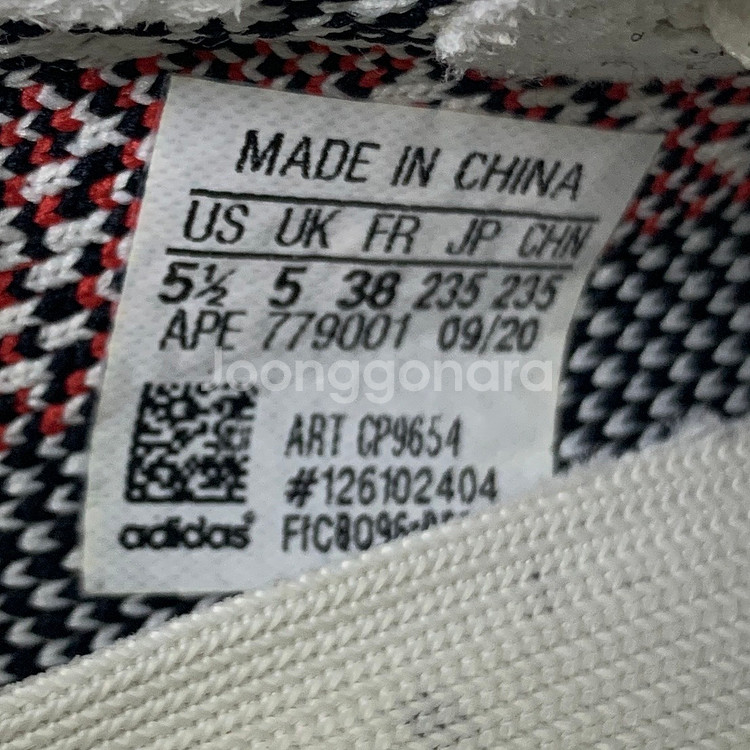 MADE IN CHINA
US UK FR JP CHN
5½ 5 38 235 235
APE 779001 09/20
Joonggonara
ART CP9654
#126102404
adidas